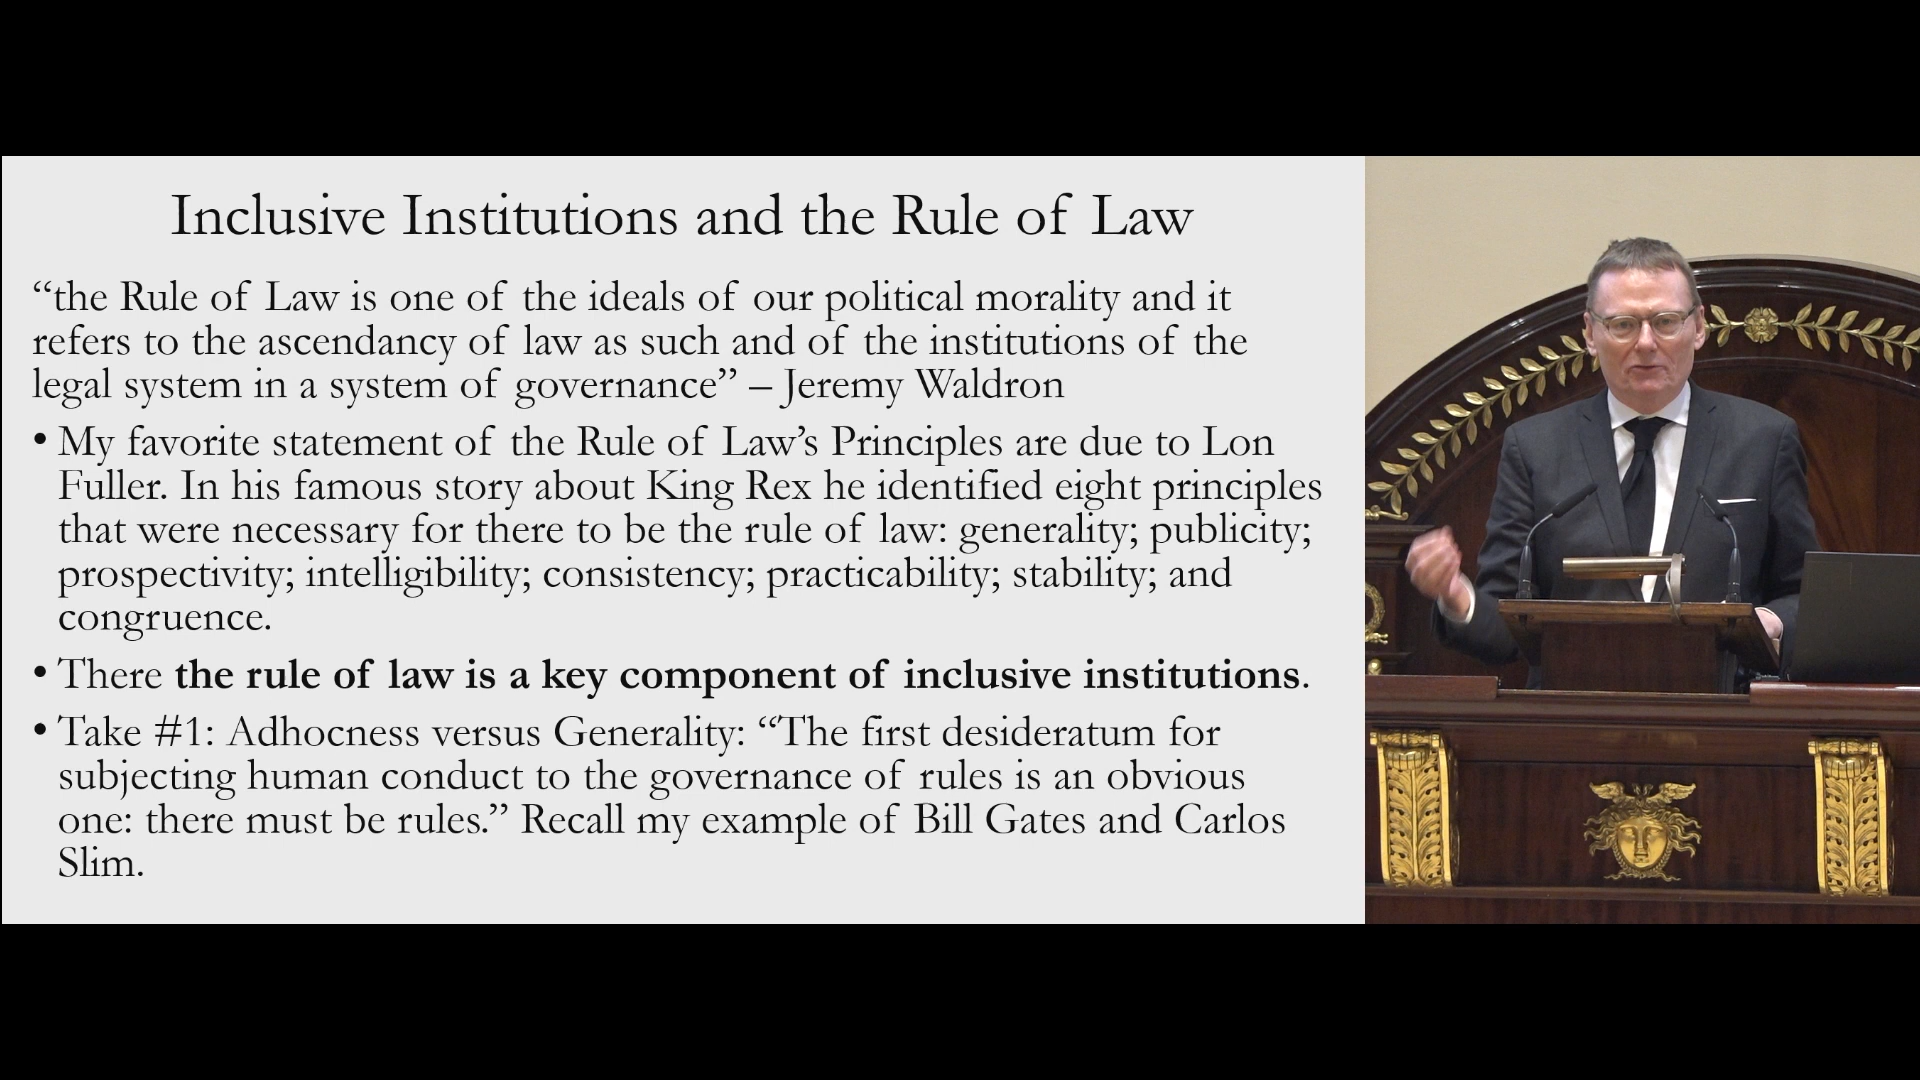 Inclusive Institutions and the Rule of Law
“the Rule of Law is one of the ideals of our political morality and it
refers to the ascendancy of law as such and of the institutions of the
legal system in a system of governance” – Jeremy Waldron
• My favorite statement of the Rule of Law’s Principles are due to Lon
Fuller. In his famous story about King Rex he identified eight principles
that were necessary for there to be the rule of law: generality; publicity;
prospectivity; intelligibility; consistency; practicability; stability; and
congruence.
• There the rule of law is a key component of inclusive institutions.
• Take #1: Adhocness versus Generality: “The first desideratum for
subjecting human conduct to the governance of rules is an obvious
one: there must be rules.” Recall my example of Bill Gates and Carlos
Slim.